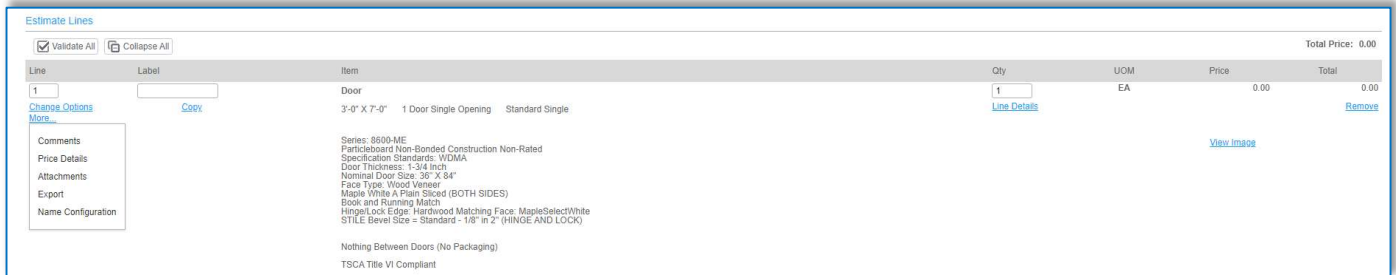 Estimate Lines
Validate All Collapse All Total Price: 0.00
Line Label Item Qty UOM Price Total
1 Door 1 EA 0.00 0.00
Change Options Copy 3'-0" X 7'-0" 1 Door Single Opening Standard Single Line Details Remove
More...
Comments
Price Details
Attachments
Export
Name Configuration
Series: 8600-ME
Particleboard Non-Bonded Construction Non-Rated
Specification Standards: WDMA
Door Thickness: 1-3/4 Inch
Nominal Door Size: 36" X 84"
Face Type: Wood Veneer
Maple White A Plain Sliced (BOTH SIDES)
Book and Running Match
Hinge/Lock Edge: Hardwood Matching Face: MapleSelectWhite
STILE Bevel Size = Standard - 1/8" in 2" (HINGE AND LOCK)
View Image
Nothing Between Doors (No Packaging)
TSCA Title VI Compliant